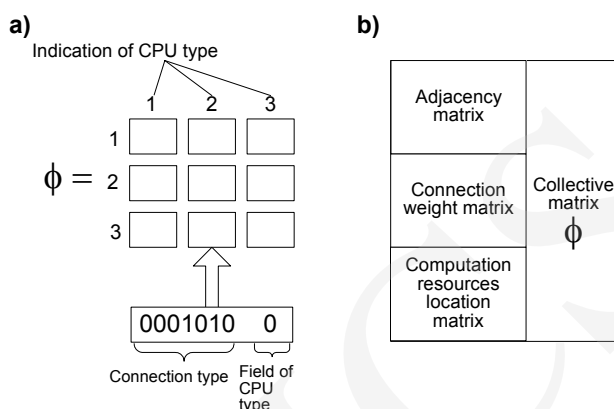 a)
Indication of CPU type
1 2 3
1
ϕ = 2
3
0001010 0
Connection type
Field of
CPU
type
b)
Adjacency
matrix
Connection
weight matrix
Computation
resources
location
matrix
Collective
matrix
ϕ